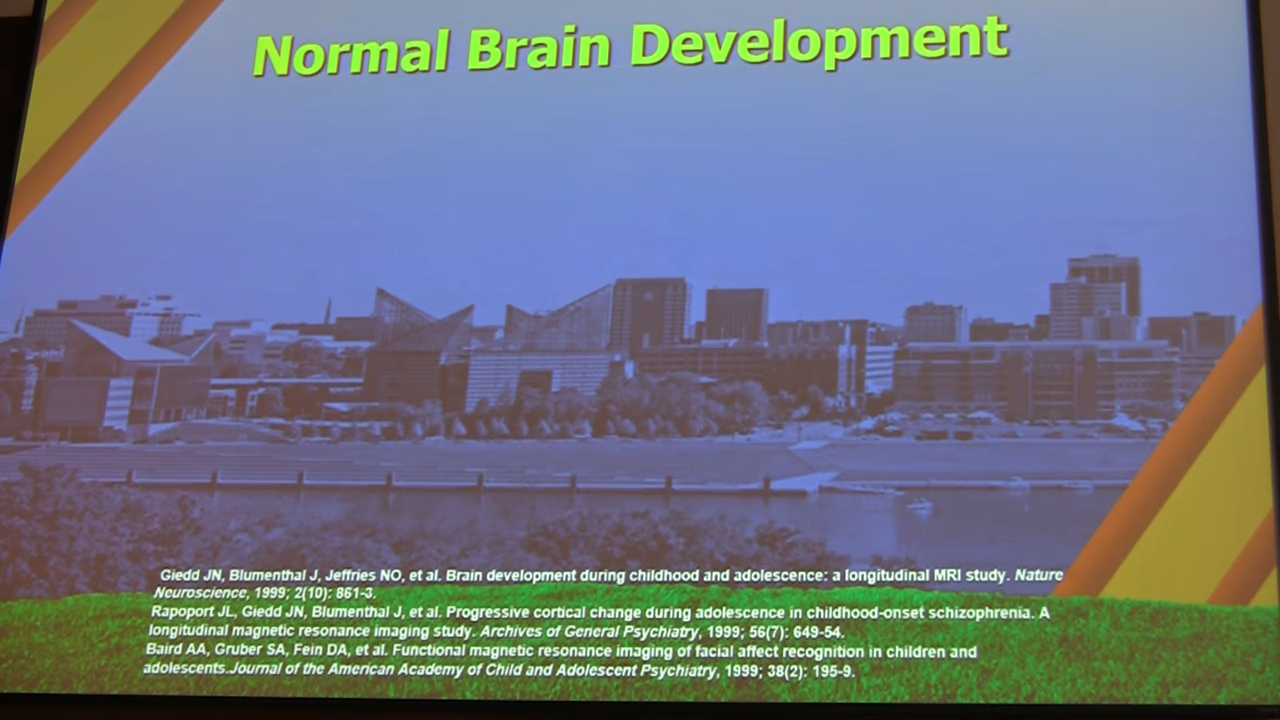 Normal Brain Development
Giedd JN, Blumenthal J, Jeffries NO, et al. Brain development during childhood and adolescence: a longitudinal MRI study. Nature
Neuroscience, 1999; 2(10): 861-3.
Rapoport JL, Giedd JN, Blumenthal J, et al. Progressive cortical change during adolescence in childhood-onset schizophrenia. A
longitudinal magnetic resonance imaging study. Archives of General Psychiatry, 1999; 56(7): 649-54.
Baird AA, Gruber SA, Fein DA, et al. Functional magnetic resonance imaging of facial affect recognition in children and
adolescents.Journal of the American Academy of Child and Adolescent Psychiatry, 1999; 38(2): 195-9.